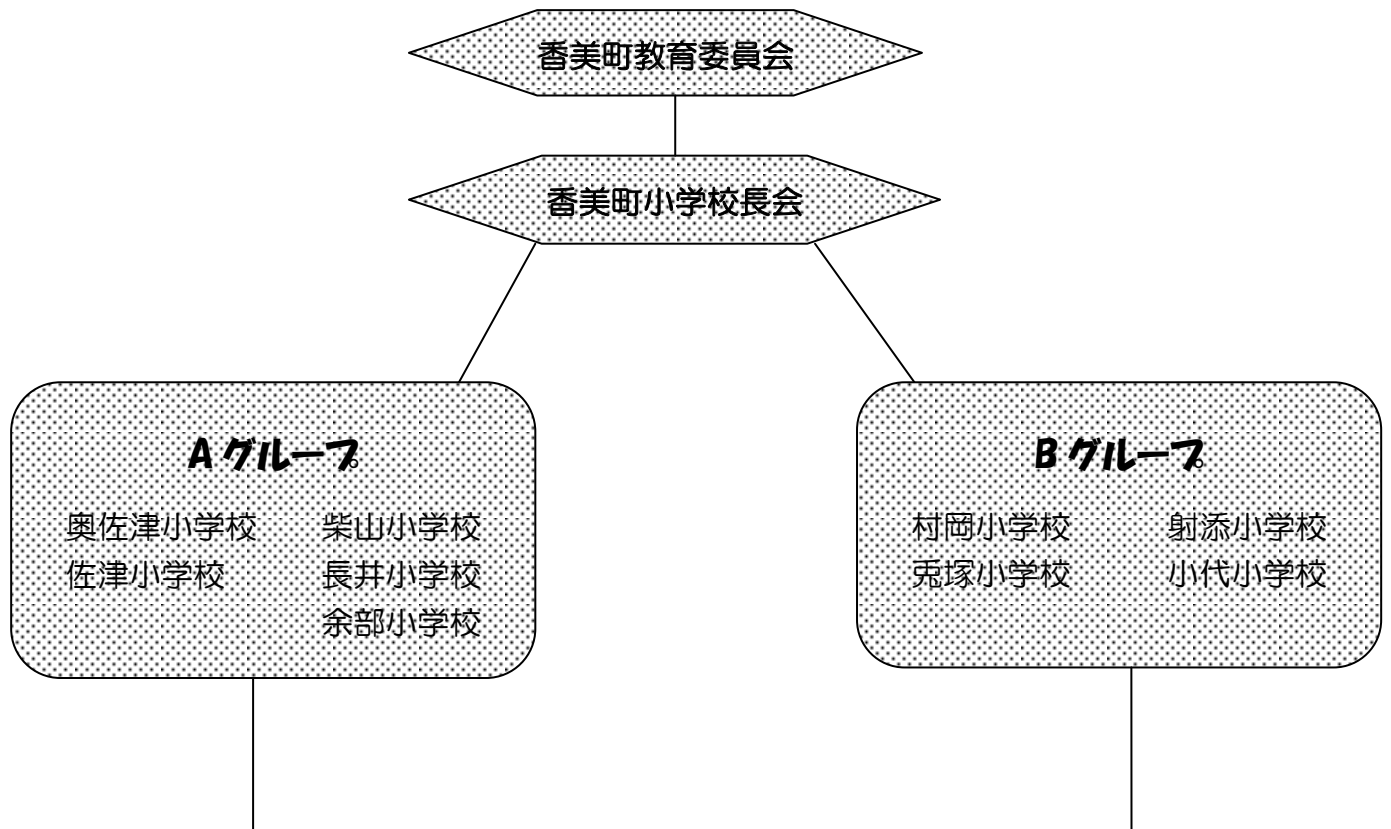 香美町教育委員会
香美町小学校長会
A グループ
奥佐津小学校 柴山小学校
佐津小学校 長井小学校
余部小学校
B グループ
村岡小学校 射添小学校
兎塚小学校 小代小学校